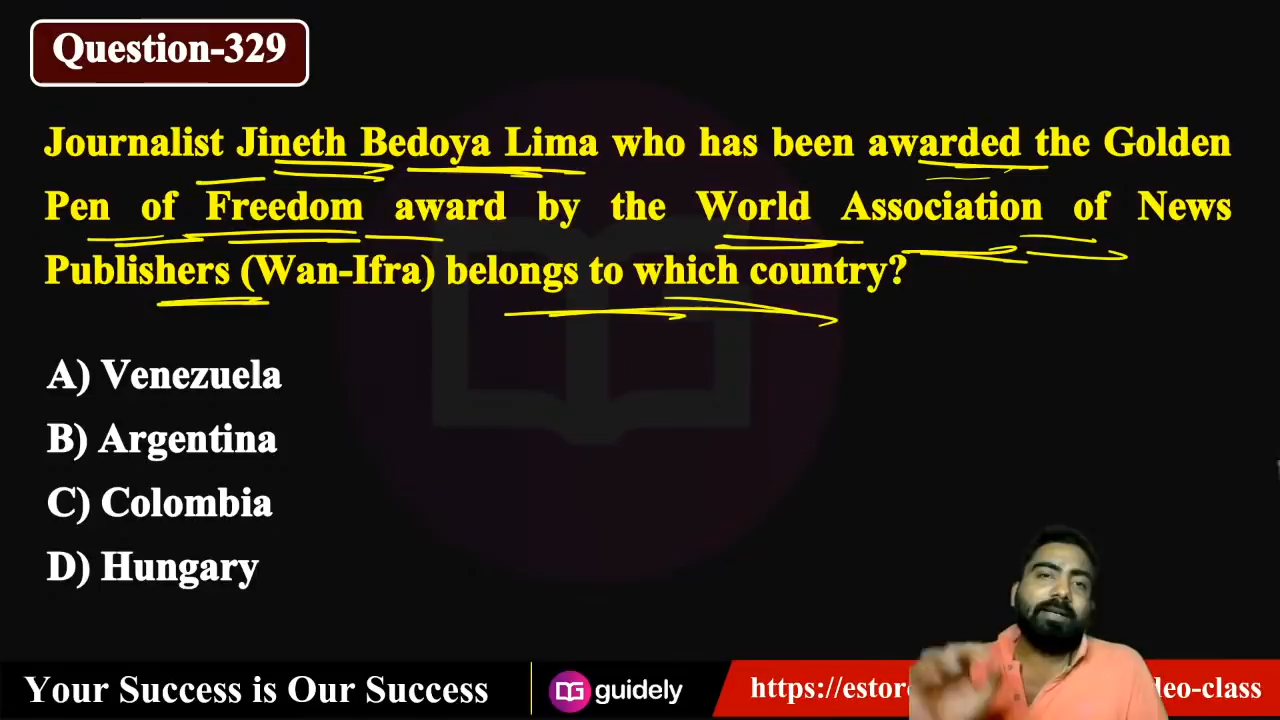 Question-329
Journalist Jineth Bedoya Lima who has been awarded the Golden
Pen of Freedom award by the World Association of News
Publishers (Wan-Ifra) belongs to which country?
A) Venezuela
B) Argentina
C) Colombia
D) Hungary
Your Success is Our Success
guidely
https://estor
eo-class